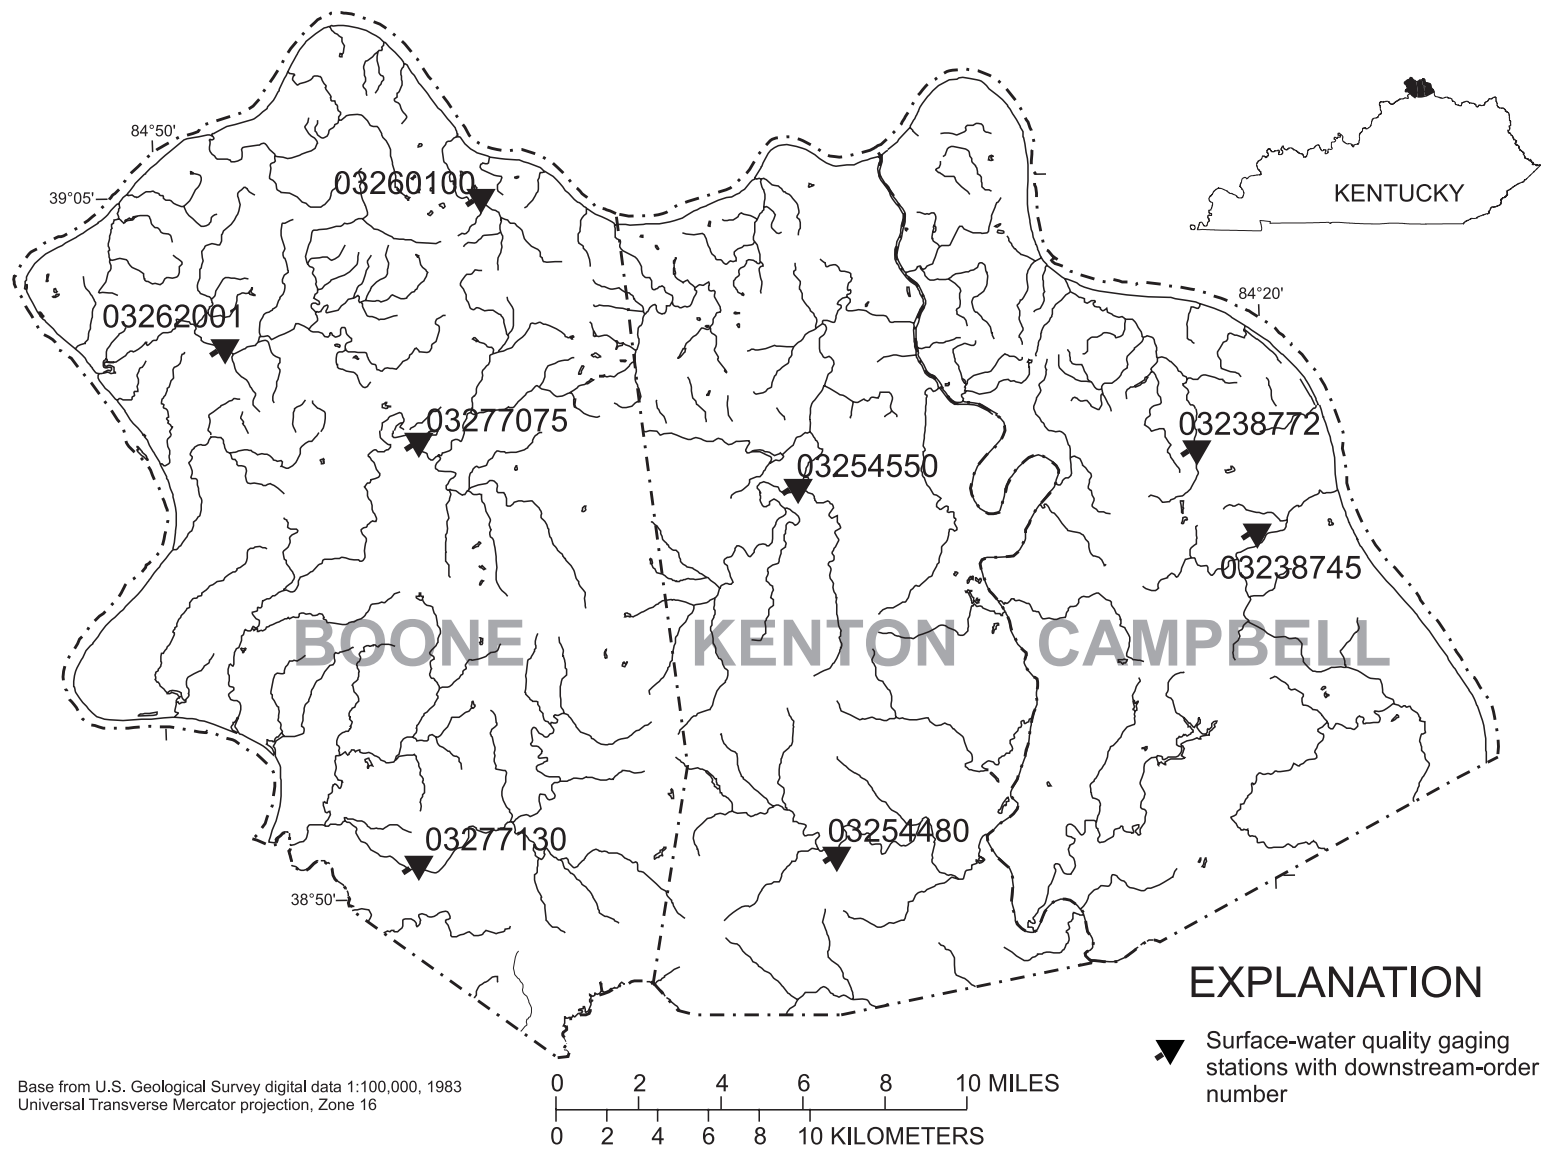 84°50'
03260100
39°05'
KENTUCKY
84°20'
03262001
03277075
03238772
03254550
03238745
BOONE KENTON CAMPBELL
03277130
03254480
38°50'
EXPLANATION
Surface-water quality gaging
stations with downstream-order
number
Base from U.S. Geological Survey digital data 1:100,000, 1983
Universal Transverse Mercator projection, Zone 16
0 2 4 6 8 10 MILES
0 2 4 6 8 10 KILOMETERS